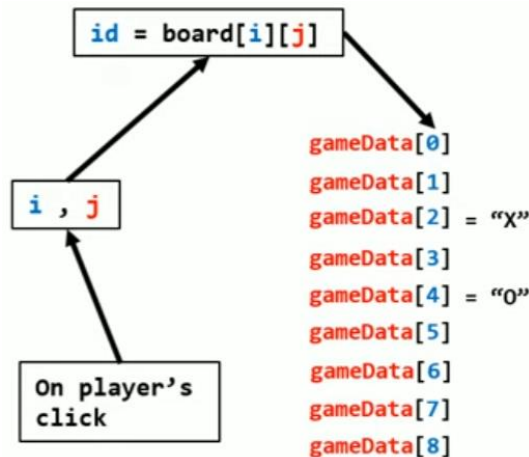 id = board[i][j]
i , j
On player’s
click
gameData[0]
gameData[1]
gameData[2] = “X”
gameData[3]
gameData[4] = “O”
gameData[5]
gameData[6]
gameData[7]
gameData[8]